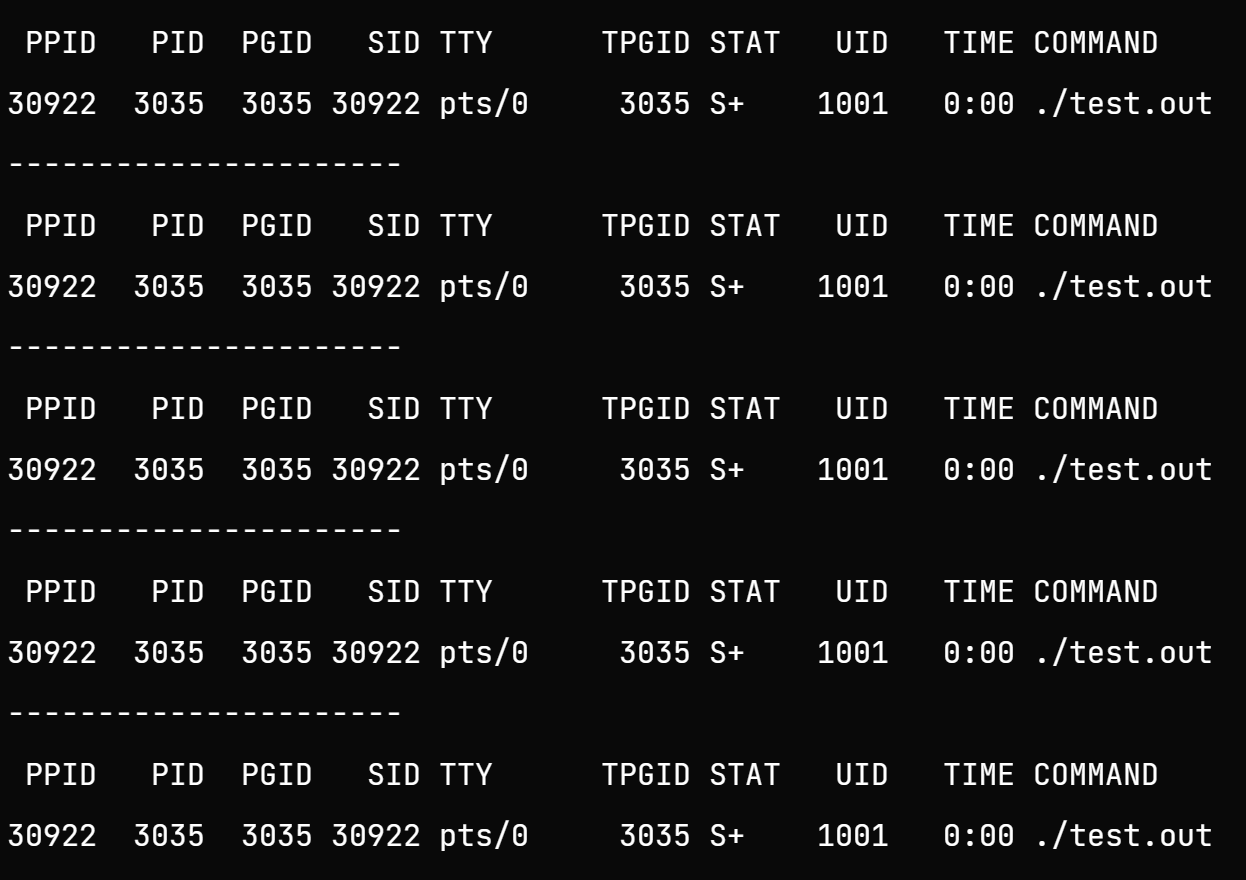 PPID PID PGID SID TTY TPGID STAT UID TIME COMMAND
30922 3035 3035 30922 pts/0 3035 S+ 1001 0:00 ./test.out
----------------------
PPID PID PGID SID TTY TPGID STAT UID TIME COMMAND
30922 3035 3035 30922 pts/0 3035 S+ 1001 0:00 ./test.out
----------------------
PPID PID PGID SID TTY TPGID STAT UID TIME COMMAND
30922 3035 3035 30922 pts/0 3035 S+ 1001 0:00 ./test.out
----------------------
PPID PID PGID SID TTY TPGID STAT UID TIME COMMAND
30922 3035 3035 30922 pts/0 3035 S+ 1001 0:00 ./test.out
----------------------
PPID PID PGID SID TTY TPGID STAT UID TIME COMMAND
30922 3035 3035 30922 pts/0 3035 S+ 1001 0:00 ./test.out